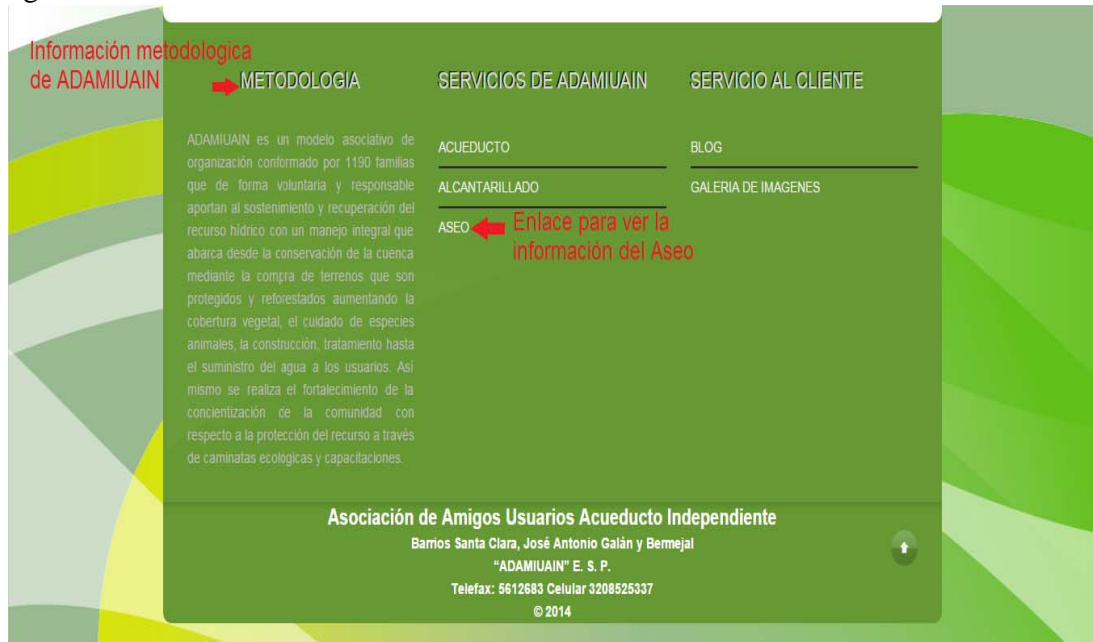 Información metodologica
de ADAMIUAIN
METODOLOGIA
ADAMIUAIN es un modelo asociativo de
organización conformado por 1190 familias
que de forma voluntaria y responsable
aportan al sostenimiento y recuperación del
recurso hídrico con un manejo integral que
abarca desde la conservación de la cuenca
mediante la compra de terrenos que son
protegidos y reforestados aumentando la
cobertura vegetal, el cuidado de especies
animales, la construcción, tratamiento hasta
el suministro del agua a los usuarios. Así
mismo se realiza el fortalecimiento de la
concientización de la comunidad con
respecto a la protección del recurso a través
de caminatas ecológicas y capacitaciones.
SERVICIOS DE ADAMIUAIN
ACUEDUCTO
ALCANTARILLADO
ASEO
Enlace para ver la
información del Aseo
SERVICIO AL CLIENTE
BLOG
GALERIA DE IMAGENES
Asociación de Amigos Usuarios Acueducto Independiente
Barrios Santa Clara, José Antonio Galán y Bermejal
“ADAMIUAIN” E. S. P.
Telefax: 5612683 Celular 3208525337
© 2014